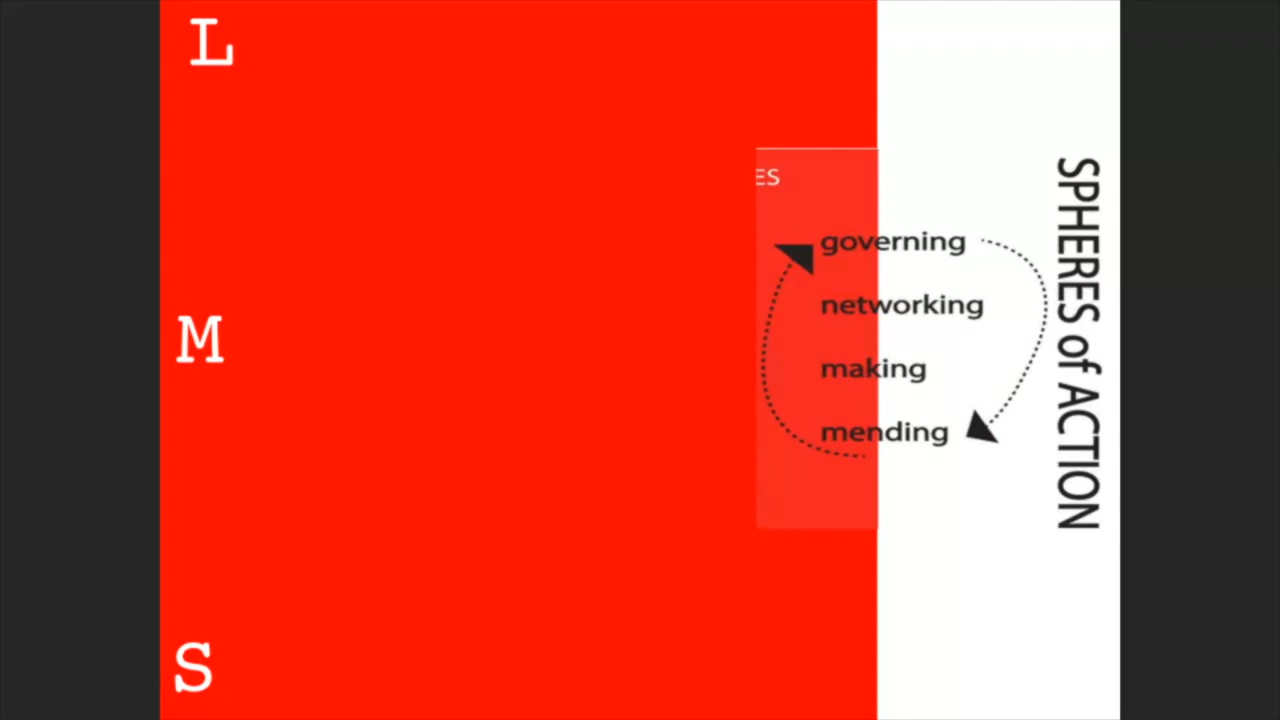 L
M
S
ES
governing
networking
making
mending
SPHERES of ACTION